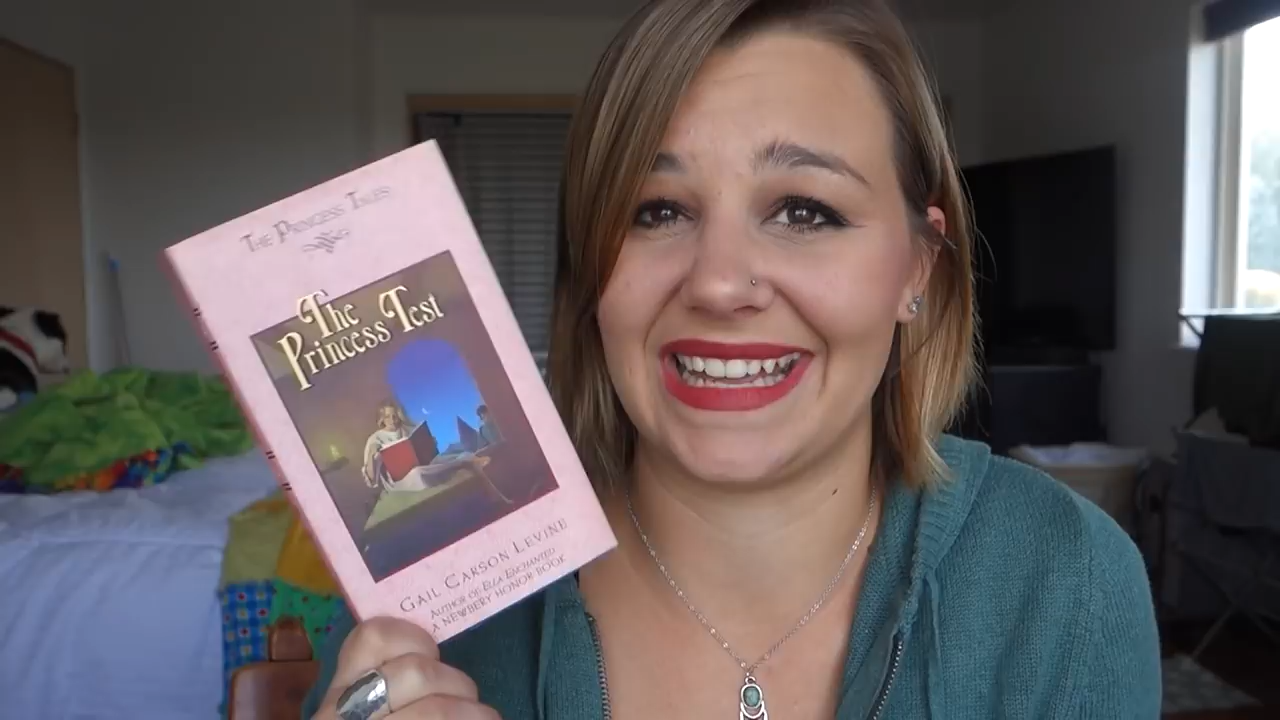 THE PRINCESS TALES
The
Princess Test
GAIL CARSON LEVINE
AUTHOR OF ELLA ENCHANTED
A NEWBERY HONOR BOOK